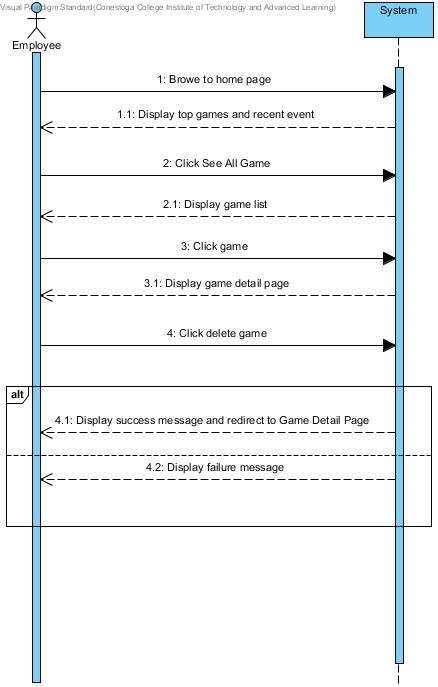 Visual Paradigm Standard(Conestoga College Institute of Technology and Advanced Learning)
System
Employee
1: Browe to home page
1.1: Display top games and recent event
2: Click See All Game
2.1: Display game list
3: Click game
3.1: Display game detail page
4: Click delete game
alt
4.1: Display success message and redirect to Game Detail Page
4.2: Display failure message